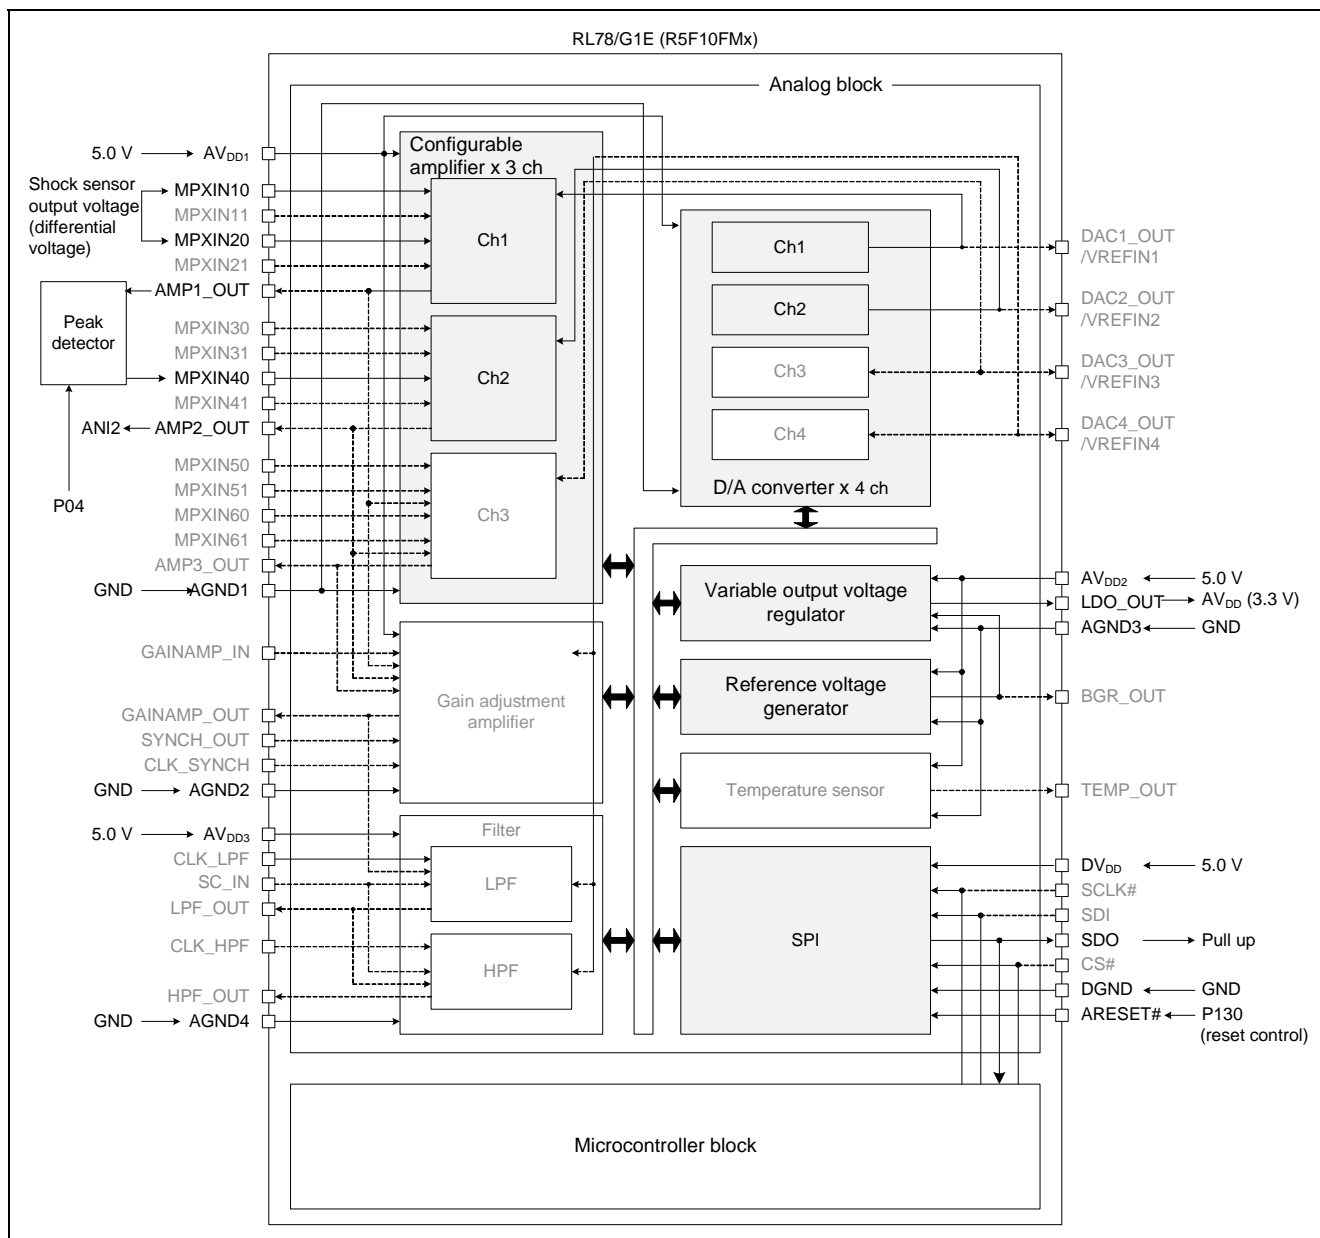 RL78/G1E (R5F10FMx)
Analog block
5.0 V
AVDD1
Shock sensor
output voltage
(differential
voltage)
MPXIN10
MPXIN11
MPXIN20
MPXIN21
AMP1_OUT
Peak
detector
MPXIN30
MPXIN31
MPXIN40
MPXIN41
ANI2
AMP2_OUT
P04
MPXIN50
MPXIN51
MPXIN60
MPXIN61
AMP3_OUT
GND
AGND1
GAINAMP_IN
GAINAMP_OUT
SYNCH_OUT
CLK_SYNCH
GND
AGND2
5.0 V
AVDD3
CLK_LPF
SC_IN
LPF_OUT
CLK_HPF
HPF_OUT
GND
AGND4
Configurable
amplifier x 3 ch
Ch1
Ch2
Ch3
Gain adjustment
amplifier
Filter
LPF
HPF
Ch1
Ch2
Ch3
Ch4
D/A converter x 4 ch
Variable output voltage
regulator
Reference voltage
generator
Temperature sensor
SPI
DAC1_OUT
/VREFIN1
DAC2_OUT
/VREFIN2
DAC3_OUT
/VREFIN3
DAC4_OUT
/VREFIN4
AVDD2
5.0 V
LDO_OUT
AVDD (3.3 V)
AGND3
GND
BGR_OUT
TEMP_OUT
DVDD
5.0 V
SCLK#
SDI
SDO
Pull up
CS#
DGND
GND
ARESET#
P130
(reset control)
Microcontroller block